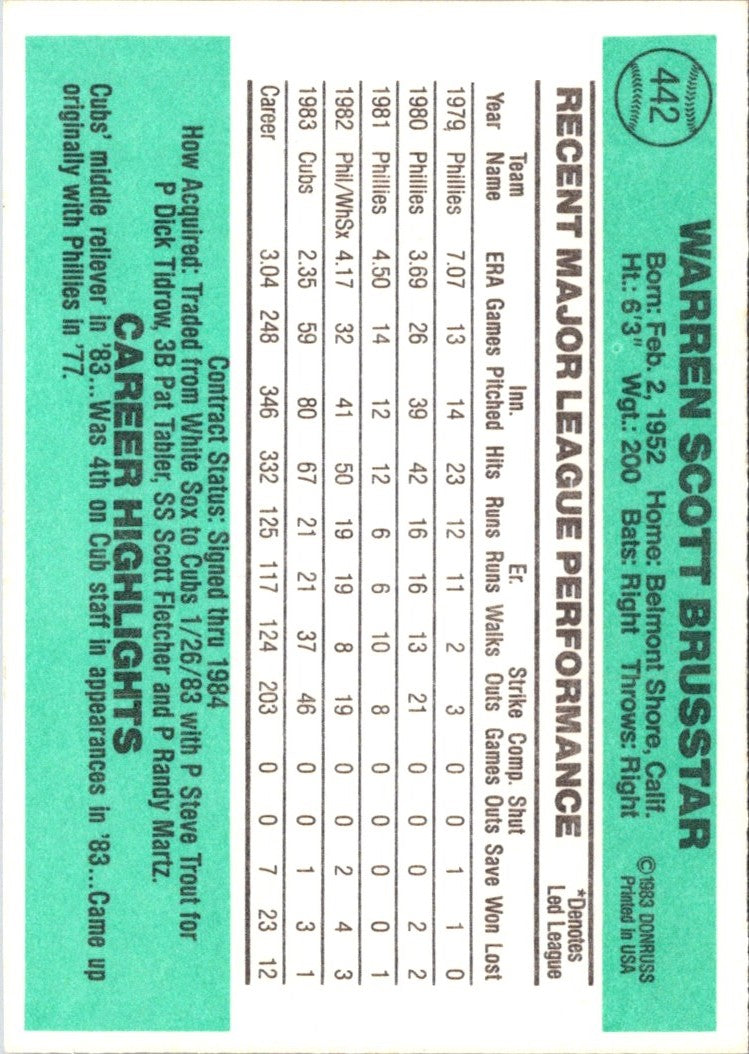 442
WARREN SCOTT BRUSSTAR
Born: Feb. 2, 1952 Home: Belmont Shore, Calif.
Ht.: 6'3" Wgt.: 200 Bats: Right Throws: Right
©1983 DONRUSS
Printed in USA
RECENT MAJOR LEAGUE PERFORMANCE
*Denotes
Led League
Team Inn. Er. Strike Comp. Shut
Year Name ERA Games Pitched Hits Runs Runs Walks Outs Games Outs Save Won Lost
1979 Phillies 7.07 13 14 23 12 11 2 3 0 0 1 1 0
1980 Phillies 3.69 26 39 42 16 16 13 21 0 0 0 2 2
1981 Phillies 4.50 14 12 12 6 6 10 8 0 0 0 0 1
1982 Phil/WhSx 4.17 32 41 50 19 19 8 19 0 0 2 4 3
1983 Cubs 2.35 59 80 67 21 21 37 46 0 0 1 3 1
Career 3.04 248 346 332 125 117 124 203 0 0 7 23 12
Contract Status: Signed thru 1984
How Acquired: Traded from White Sox to Cubs 1/26/83 with P Steve Trout for
P Dick Tidrow, 3B Pat Tabler, SS Scott Fletcher and P Randy Martz.
CAREER HIGHLIGHTS
Cubs' middle reliever in '83...Was 4th on Cub staff in appearances in '83...Came up
originally with Phillies in '77.